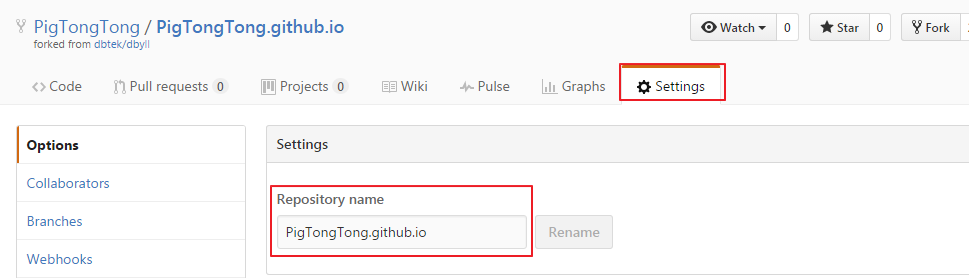 PigTongTong / PigTongTong.github.io
forked from dbtek/dbyll
Watch 0 Star 0 Fork
Code Pull requests 0 Projects 0 Wiki Pulse Graphs Settings
Options
Collaborators
Branches
Webhooks
Settings
Repository name
PigTongTong.github.io Rename